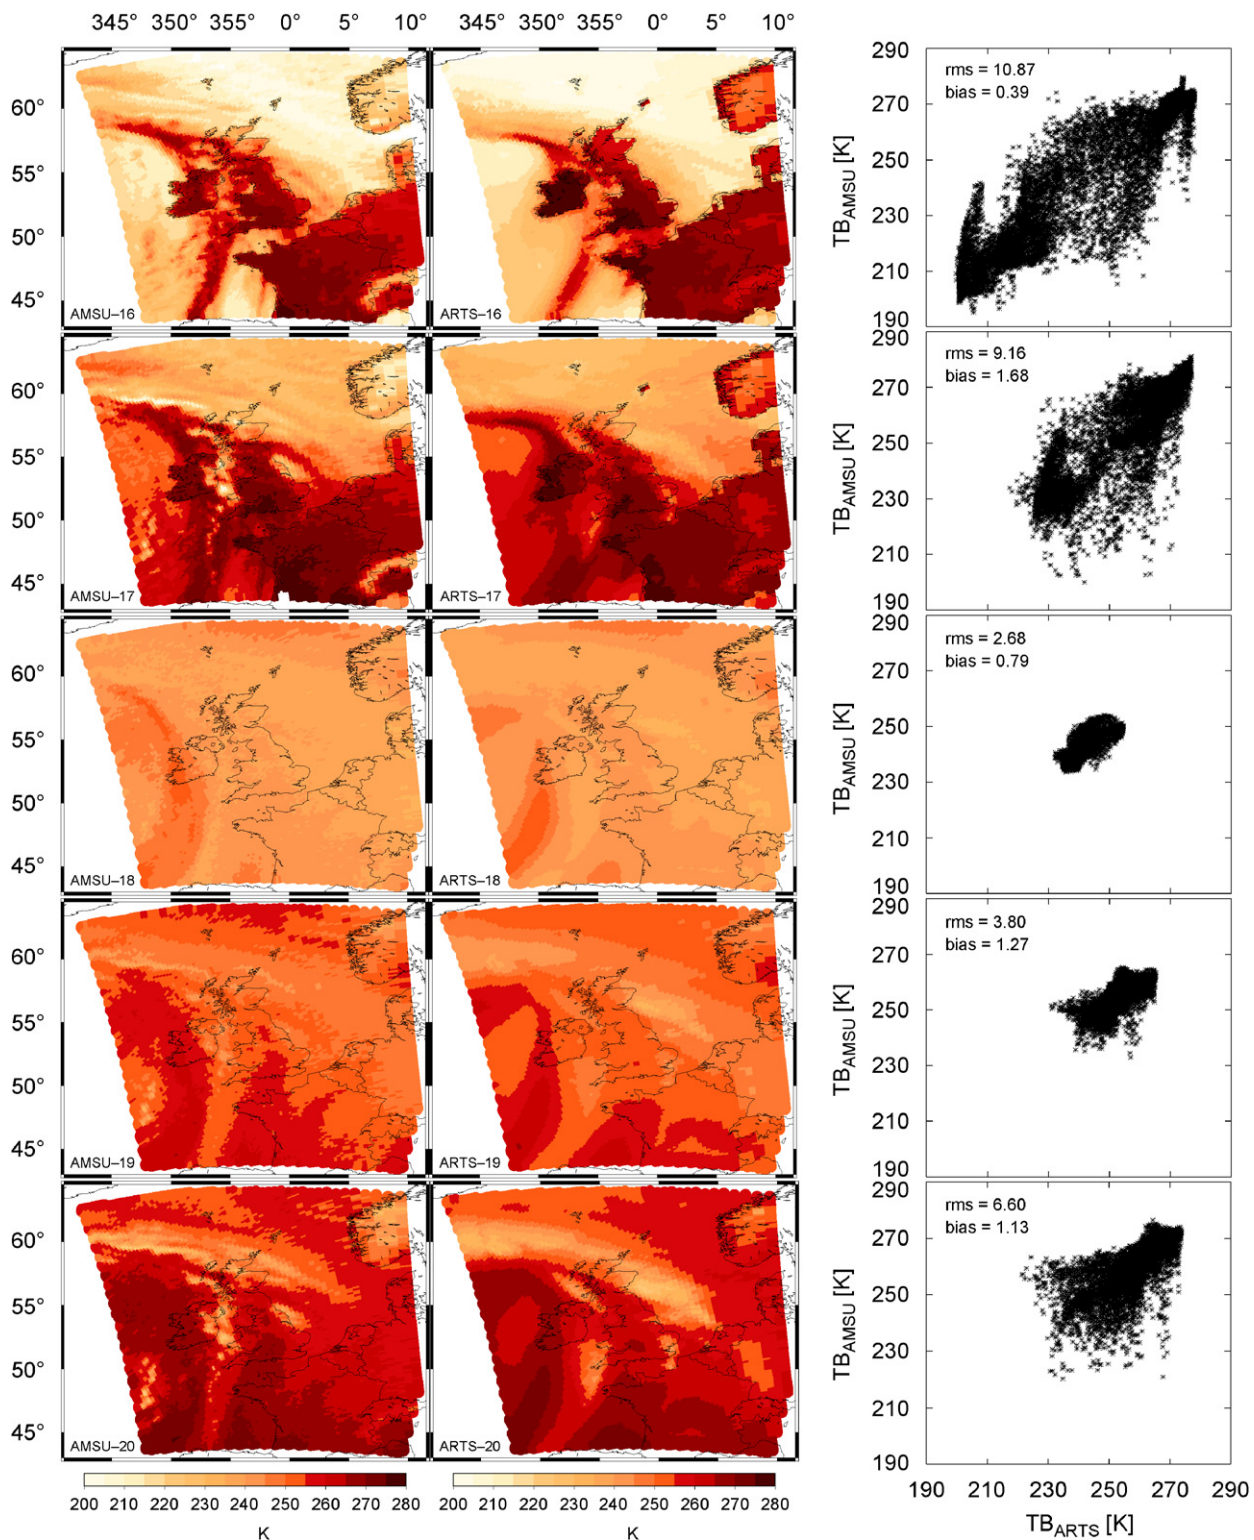 345° 350° 355° 0° 5° 10° 345° 350° 355° 0° 5° 10°
60°
55°
50°
45°
AMSU–16
ARTS–16
290
270
250
230
210
190
TB_AMSU [K]
rms = 10.87
bias = 0.39
60°
55°
50°
45°
AMSU–17
ARTS–17
290
270
250
230
210
190
TB_AMSU [K]
rms = 9.16
bias = 1.68
60°
55°
50°
45°
AMSU–18
ARTS–18
290
270
250
230
210
190
TB_AMSU [K]
rms = 2.68
bias = 0.79
60°
55°
50°
45°
AMSU–19
ARTS–19
290
270
250
230
210
190
TB_AMSU [K]
rms = 3.80
bias = 1.27
60°
55°
50°
45°
AMSU–20
ARTS–20
290
270
250
230
210
190
TB_AMSU [K]
rms = 6.60
bias = 1.13
200 210 220 230 240 250 260 270 280
K
200 210 220 230 240 250 260 270 280
K
190 210 230 250 270 290
TB_ARTS [K]